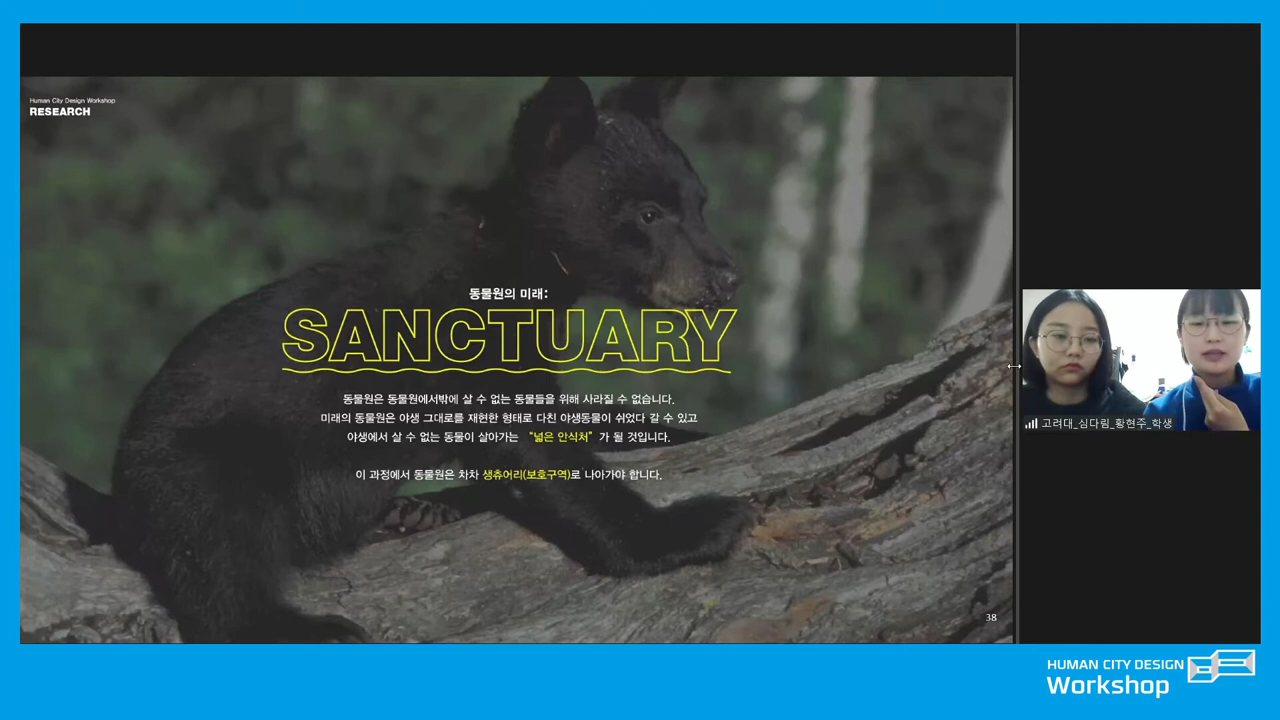 Human City Design Workshop
RESEARCH
동물원의 미래:
SANCTUARY
동물원은 동물원에서밖에 살 수 없는 동물들을 위해 사라질 수 없습니다.
미래의 동물원은 야생 그대로를 재현한 형태로 다친 야생동물이 쉬었다 갈 수 있고
야생에서 살 수 없는 동물이 살아가는 “넓은 안식처” 가 될 것입니다.
이 과정에서 동물원은 차차 생츄어리(보호구역)로 나아가야 합니다.
38
고려대_심다림_황현주_학생
HUMAN CITY DESIGN
Workshop